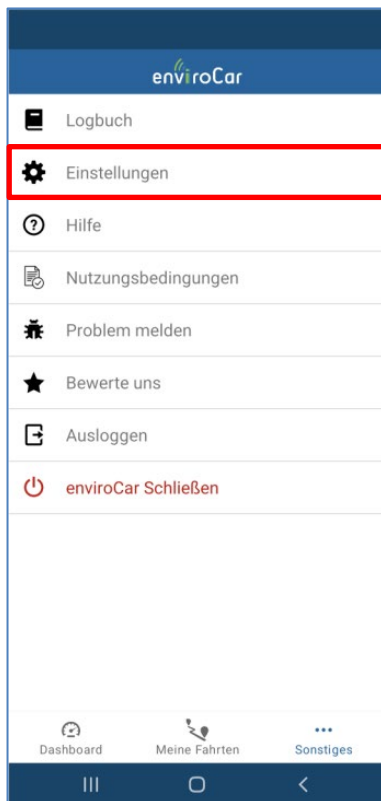 enviroCar
Logbuch
Einstellungen
Hilfe
Nutzungsbedingungen
Problem melden
Bewerte uns
Ausloggen
enviroCar Schließen
Dashboard Meine Fahrten Sonstiges